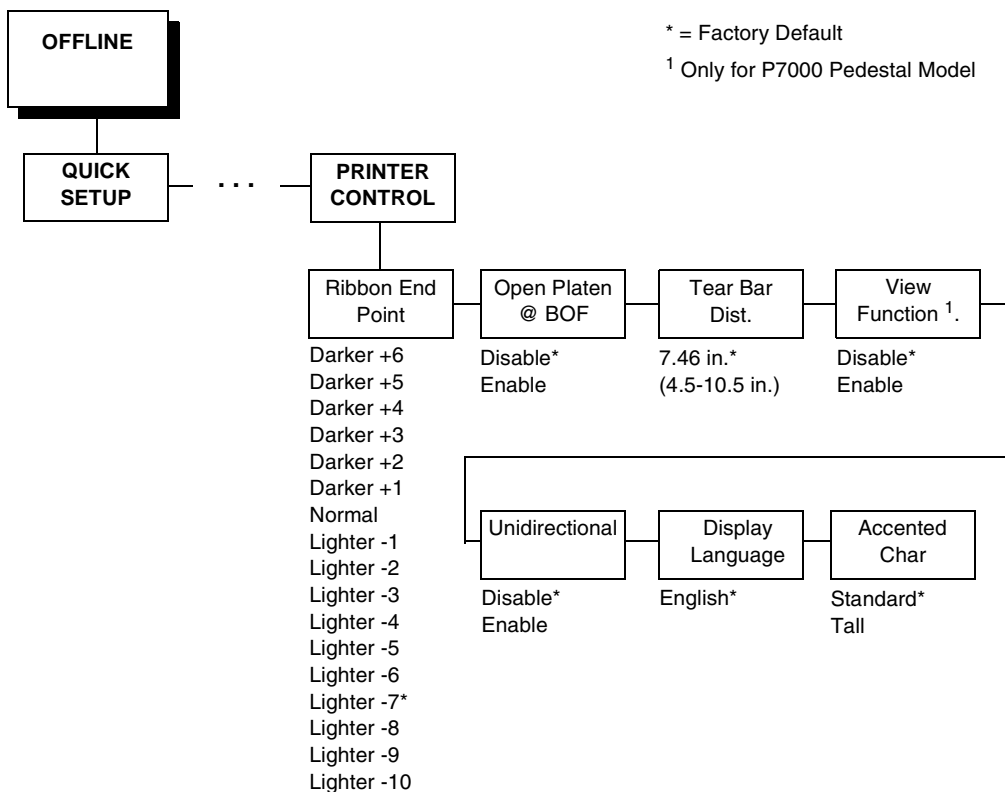 OFFLINE
* = Factory Default
1 Only for P7000 Pedestal Model
QUICK
SETUP
. . .
PRINTER
CONTROL
Ribbon End
Point
Darker +6
Darker +5
Darker +4
Darker +3
Darker +2
Darker +1
Normal
Lighter -1
Lighter -2
Lighter -3
Lighter -4
Lighter -5
Lighter -6
Lighter -7*
Lighter -8
Lighter -9
Lighter -10
Open Platen
@ BOF
Disable*
Enable
Tear Bar
Dist.
7.46 in.*
(4.5-10.5 in.)
View
Function 1.
Disable*
Enable
Unidirectional
Disable*
Enable
Display
Language
English*
Accented
Char
Standard*
Tall